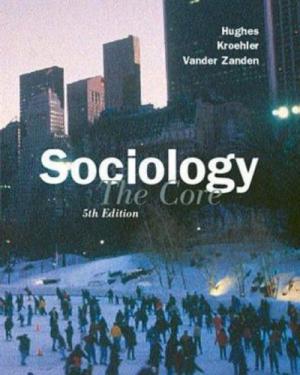 Hughes
Kroehler
Vander Zanden
Sociology
The Core
5th Edition